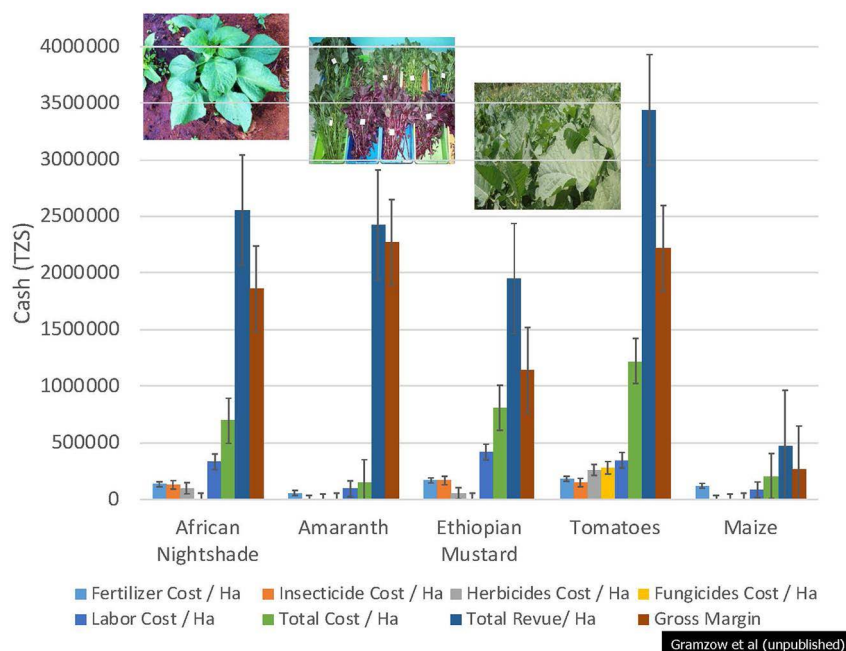 4000000
3500000
3000000
2500000
2000000
1500000
1000000
500000
0
Cash (TZS)
African
Nightshade
Amaranth
Ethiopian
Mustard
Tomatoes
Maize
Fertilizer Cost / Ha
Insecticide Cost / Ha
Herbicides Cost / Ha
Fungicides Cost / Ha
Labor Cost / Ha
Total Cost / Ha
Total Revue/ Ha
Gross Margin
Gramzow et al (unpublished)